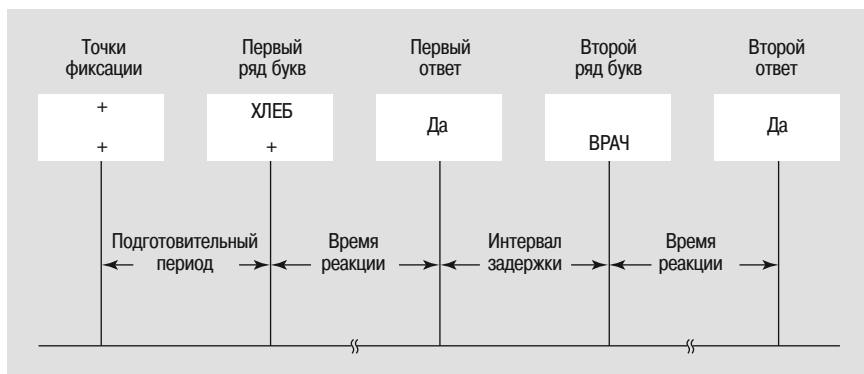 Точки
фиксации
Первый
ряд букв
Первый
ответ
Второй
ряд букв
Второй
ответ
+
+
ХЛЕБ
+
Да
ВРАЧ
Да
Подготовительный
период
Время
реакции
Интервал
задержки
Время
реакции